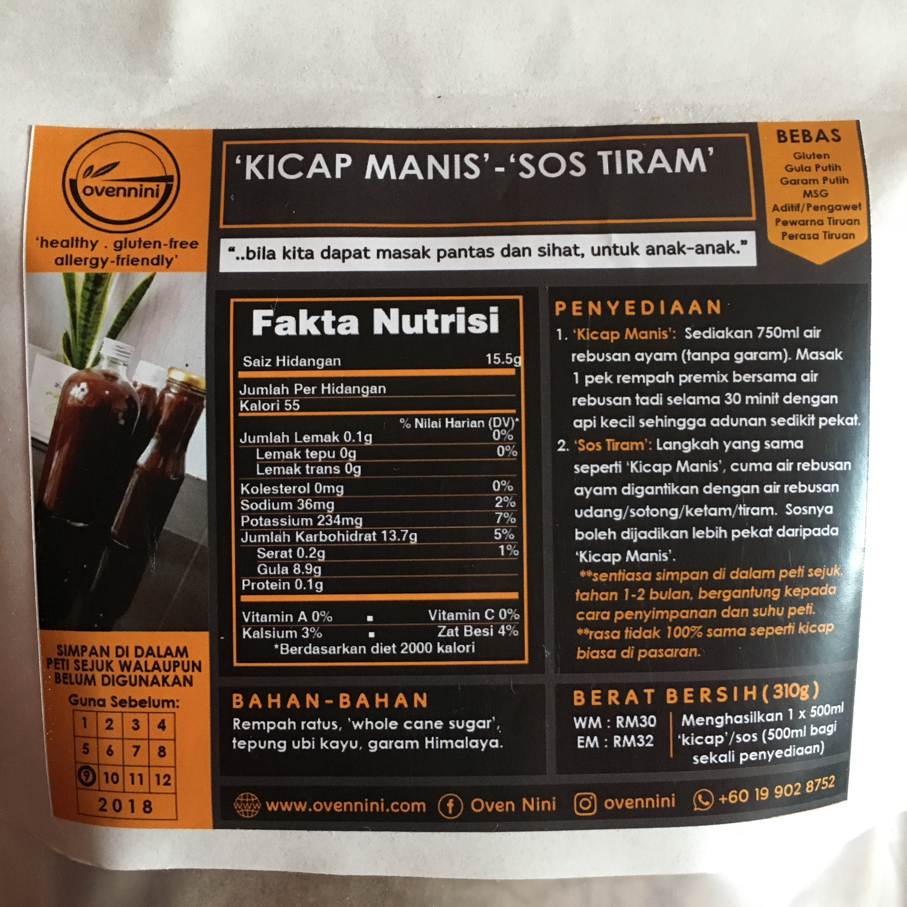 ovennini
'healthy . gluten-free
allergy-friendly'
'KICAP MANIS'-'SOS TIRAM'
"..bila kita dapat masak pantas dan sihat, untuk anak-anak."
BEBAS
Gluten
Gula Putih
Garam Putih
MSG
Aditif/Pengawet
Pewarna Tiruan
Perasa Tiruan
Fakta Nutrisi
Saiz Hidangan 15.5g
Jumlah Per Hidangan
Kalori 55
% Nilai Harian (DV)*
Jumlah Lemak 0.1g 0%
Lemak tepu 0g 0%
Lemak trans 0g
Kolesterol 0mg 0%
Sodium 36mg 2%
Potassium 234mg 7%
Jumlah Karbohidrat 13.7g 5%
Serat 0.2g 1%
Gula 8.9g
Protein 0.1g
Vitamin A 0% ▪ Vitamin C 0%
Kalsium 3% ▪ Zat Besi 4%
*Berdasarkan diet 2000 kalori
PENYEDIAAN
1. 'Kicap Manis': Sediakan 750ml air
rebusan ayam (tanpa garam). Masak
1 pek rempah premix bersama air
rebusan tadi selama 30 minit dengan
api kecil sehingga adunan sedikit pekat.
2. 'Sos Tiram': Langkah yang sama
seperti 'Kicap Manis', cuma air rebusan
ayam digantikan dengan air rebusan
udang/sotong/ketam/tiram. Sosnya
boleh dijadikan lebih pekat daripada
'Kicap Manis'.
**sentiasa simpan di dalam peti sejuk,
tahan 1-2 bulan, bergantung kepada
cara penyimpanan dan suhu peti.
**rasa tidak 100% sama seperti kicap
biasa di pasaran.
SIMPAN DI DALAM
PETI SEJUK WALAUPUN
BELUM DIGUNAKAN
Guna Sebelum:
1 2 3 4
5 6 7 8
9 10 11 12
2018
BAHAN-BAHAN
Rempah ratus, 'whole cane sugar',
tepung ubi kayu, garam Himalaya.
BERAT BERSIH (310g)
WM : RM30
EM : RM32
Menghasilkan 1 x 500ml
'kicap'/sos (500ml bagi
sekali penyediaan)
www.ovennini.com Oven Nini ovennini +60 19 902 8752